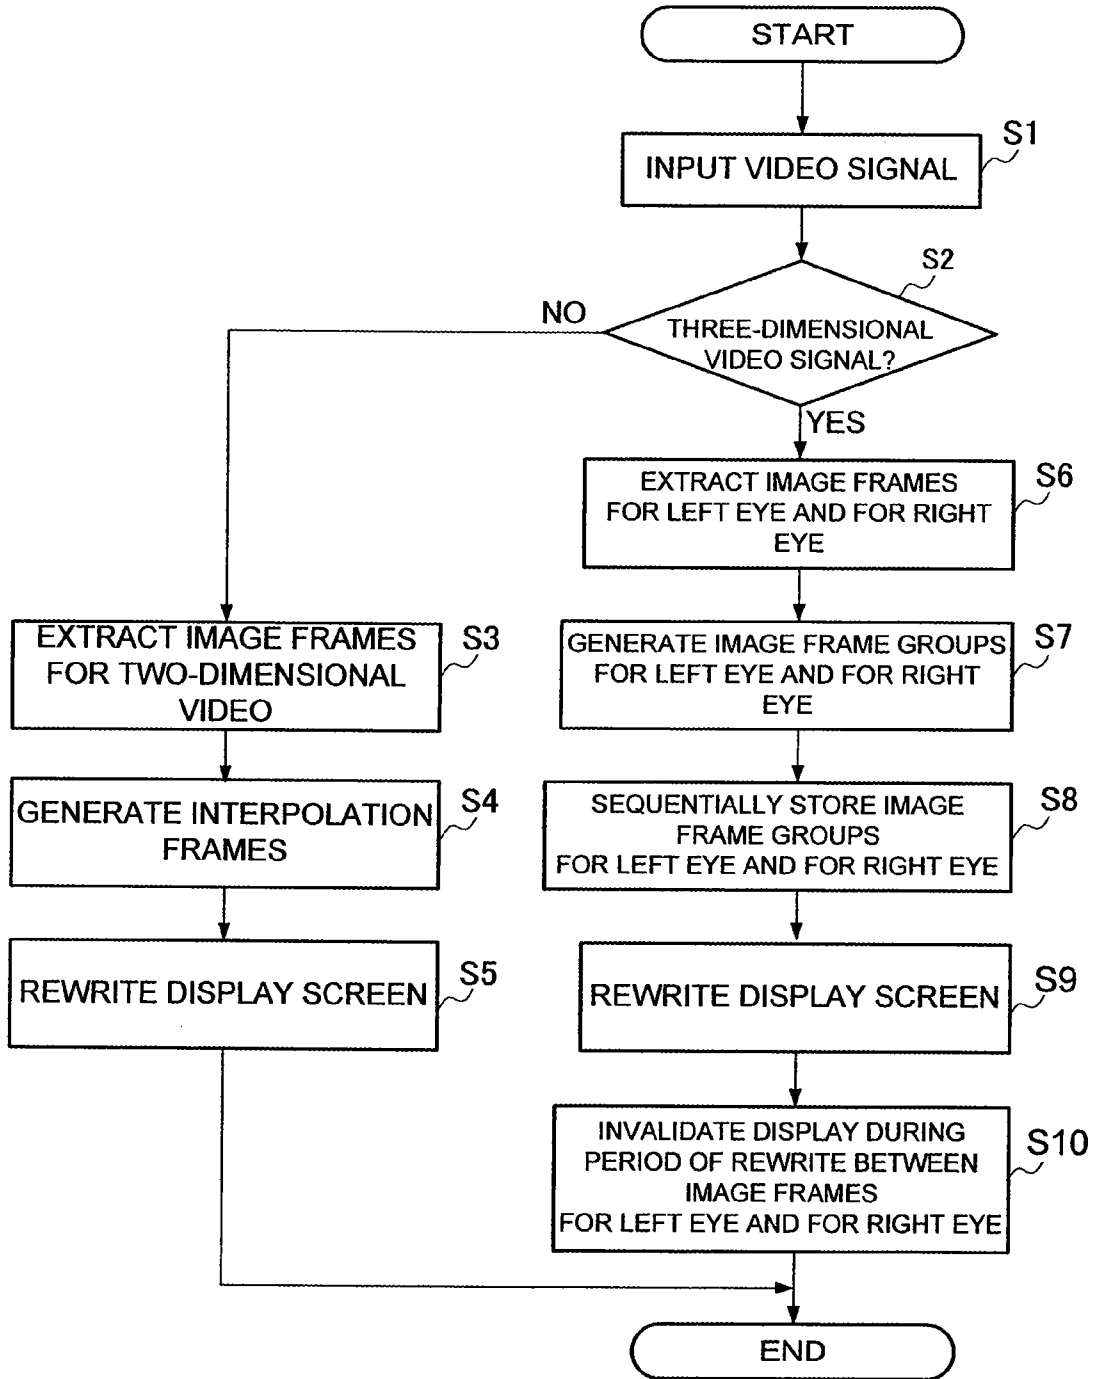 START
S1
INPUT VIDEO SIGNAL
S2
NO
THREE-DIMENSIONAL
VIDEO SIGNAL?
YES
S6
EXTRACT IMAGE FRAMES
FOR LEFT EYE AND FOR RIGHT
EYE
S3
EXTRACT IMAGE FRAMES
FOR TWO-DIMENSIONAL
VIDEO
S7
GENERATE IMAGE FRAME GROUPS
FOR LEFT EYE AND FOR RIGHT
EYE
S4
GENERATE INTERPOLATION
FRAMES
S8
SEQUENTIALLY STORE IMAGE
FRAME GROUPS
FOR LEFT EYE AND FOR RIGHT EYE
S5
REWRITE DISPLAY SCREEN
S9
REWRITE DISPLAY SCREEN
S10
INVALIDATE DISPLAY DURING
PERIOD OF REWRITE BETWEEN
IMAGE FRAMES
FOR LEFT EYE AND FOR RIGHT EYE
END